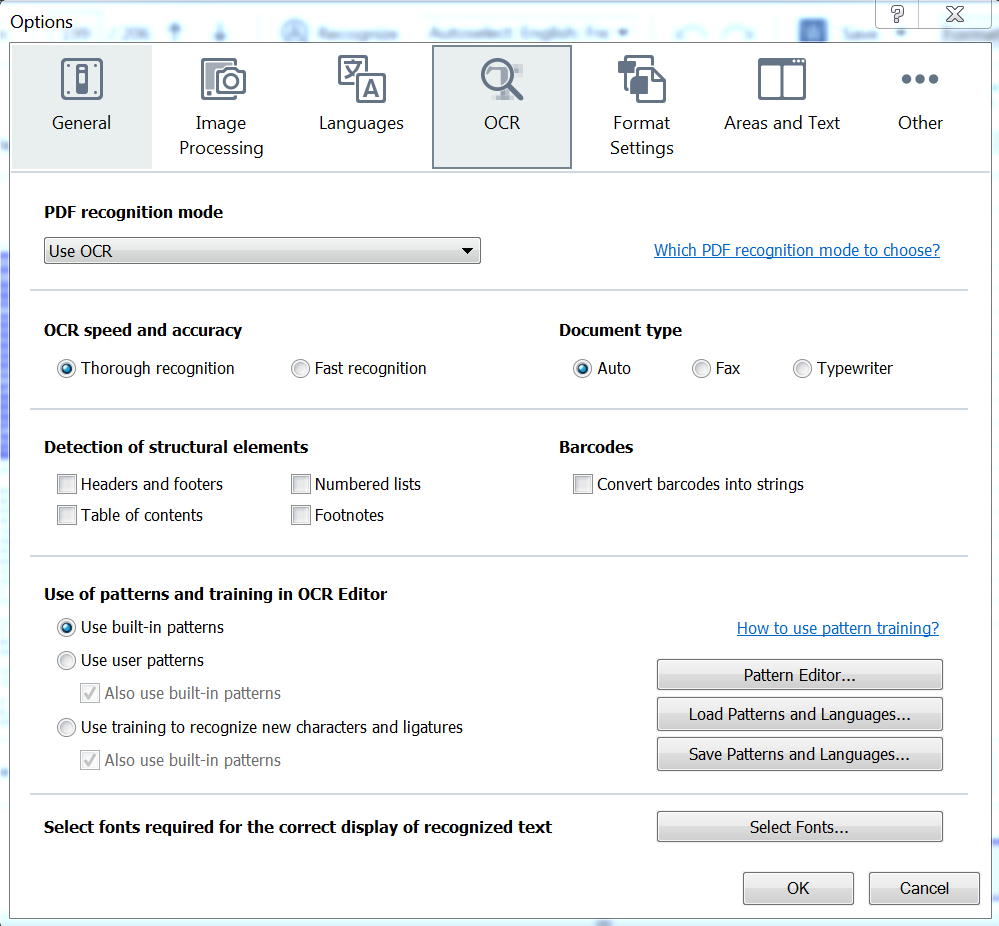 Options
206
Recognize
Autoselect English; Fre
Save
General
Image
Processing
Languages
OCR
Format
Settings
Areas and Text
Other
PDF recognition mode
Use OCR
Which PDF recognition mode to choose?
OCR speed and accuracy
Document type
Thorough recognition
Fast recognition
Auto
Fax
Typewriter
Detection of structural elements
Barcodes
Headers and footers
Numbered lists
Convert barcodes into strings
Table of contents
Footnotes
Use of patterns and training in OCR Editor
Use built-in patterns
How to use pattern training?
Use user patterns
Pattern Editor...
Also use built-in patterns
Load Patterns and Languages...
Use training to recognize new characters and ligatures
Save Patterns and Languages...
Also use built-in patterns
Select fonts required for the correct display of recognized text
Select Fonts...
OK
Cancel